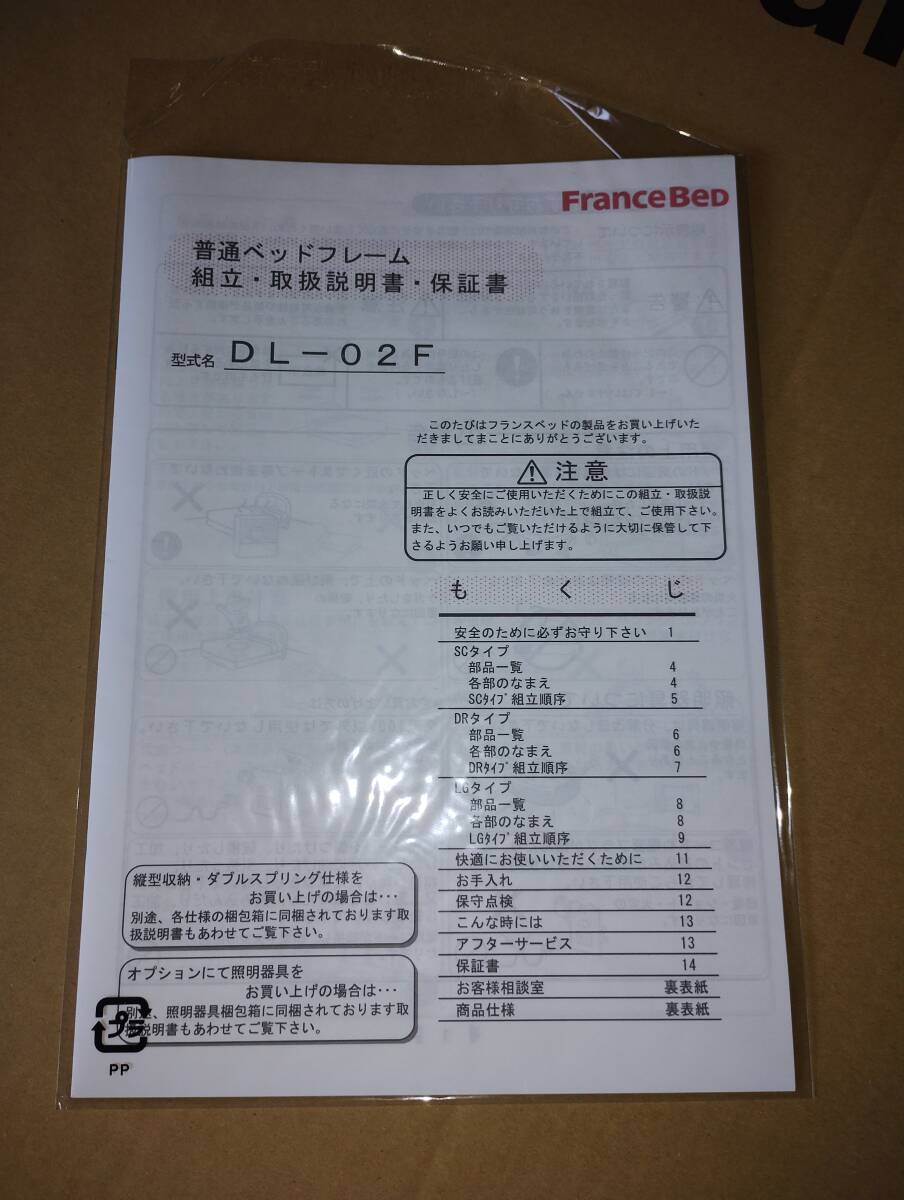 FranceBeD
普通ベッドフレーム
組立・取扱説明書・保証書
型式名 DL-02F
このたびはフランスベッドの製品をお買い上げいた
だきましてまことにありがとうございます。
注意
正しく安全にご使用いただくためにこの組立・取扱説
明書をよくお読みいただいた上で組立て、ご使用下さい。
また、いつでもご覧いただけるように大切に保管して下
さるようお願い申し上げます。
もくじ
安全のために必ずお守り下さい 1
SCタイプ
部品一覧 4
各部のなまえ 4
SCﾀｲﾌﾟ組立順序 5
DRタイプ
部品一覧 6
各部のなまえ 6
DRﾀｲﾌﾟ組立順序 7
LGタイプ
部品一覧 8
各部のなまえ 8
LGﾀｲﾌﾟ組立順序 9
快適にお使いいただくために 11
お手入れ 12
保守点検 12
こんな時には 13
アフターサービス 13
保証書 14
お客様相談室 裏表紙
商品仕様 裏表紙
縦型収納・ダブルスプリング仕様を
お買い上げの場合は・・・
別途、各仕様の梱包箱に同梱されております取
扱説明書もあわせてご覧下さい。
オプションにて照明器具を
お買い上げの場合は・・・
別途、照明器具梱包箱に同梱されております取
扱説明書もあわせてご覧下さい。
プラ
PP